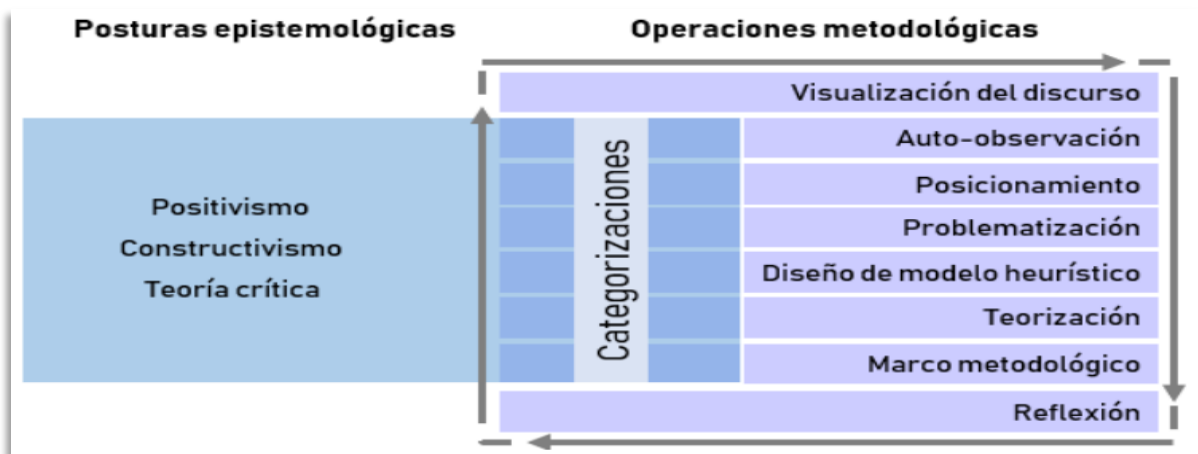 Posturas epistemológicas
Operaciones metodológicas
Visualización del discurso
Auto-observación
Posicionamiento
Problematización
Diseño de modelo heurístico
Teorización
Marco metodológico
Reflexión
Categorizaciones
Positivismo
Constructivismo
Teoría crítica